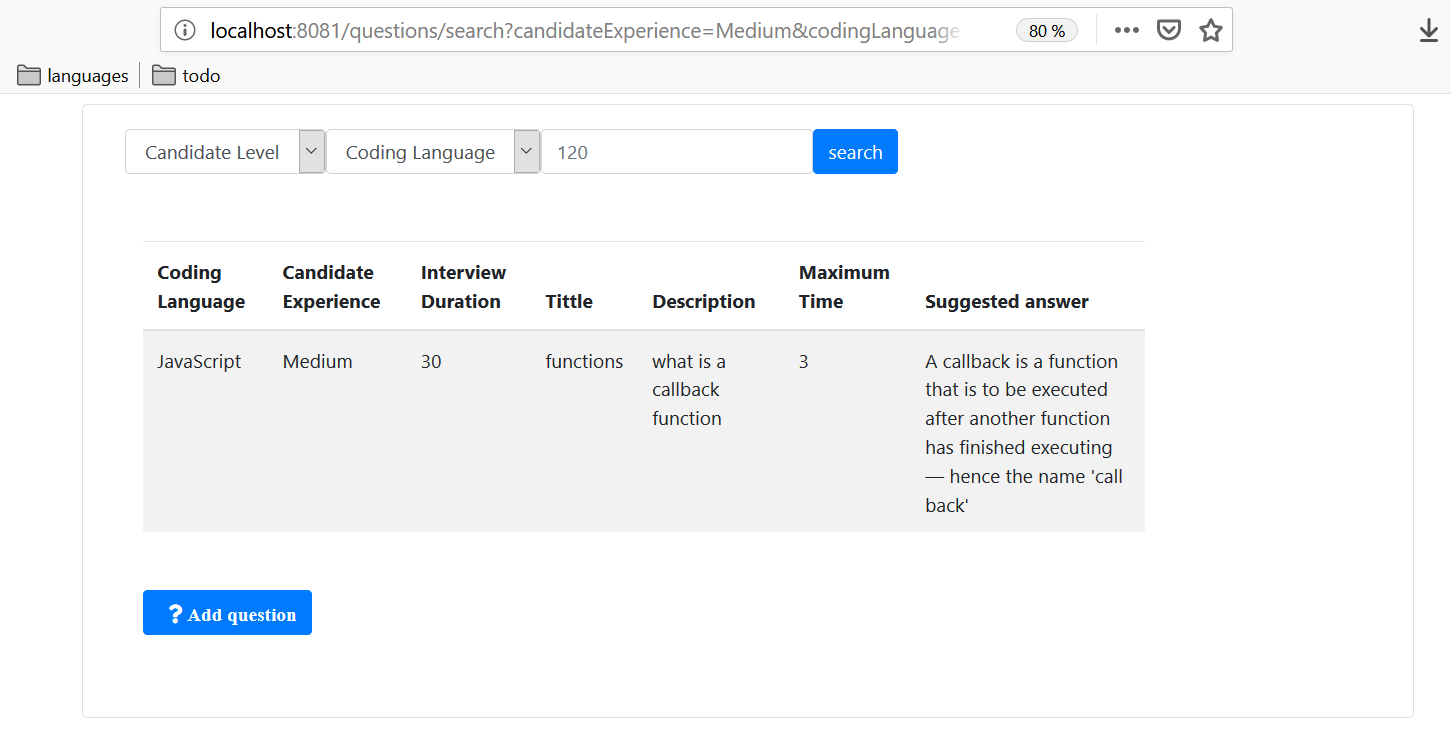 localhost:8081/questions/search?candidateExperience=Medium&codingLanguage
80 %
languages
todo
Candidate Level
Coding Language
120
search
Coding Language
Candidate Experience
Interview Duration
Tittle
Description
Maximum Time
Suggested answer
JavaScript
Medium
30
functions
what is a
callback
function
3
A callback is a function
that is to be executed
after another function
has finished executing
— hence the name 'call
back'
? Add question